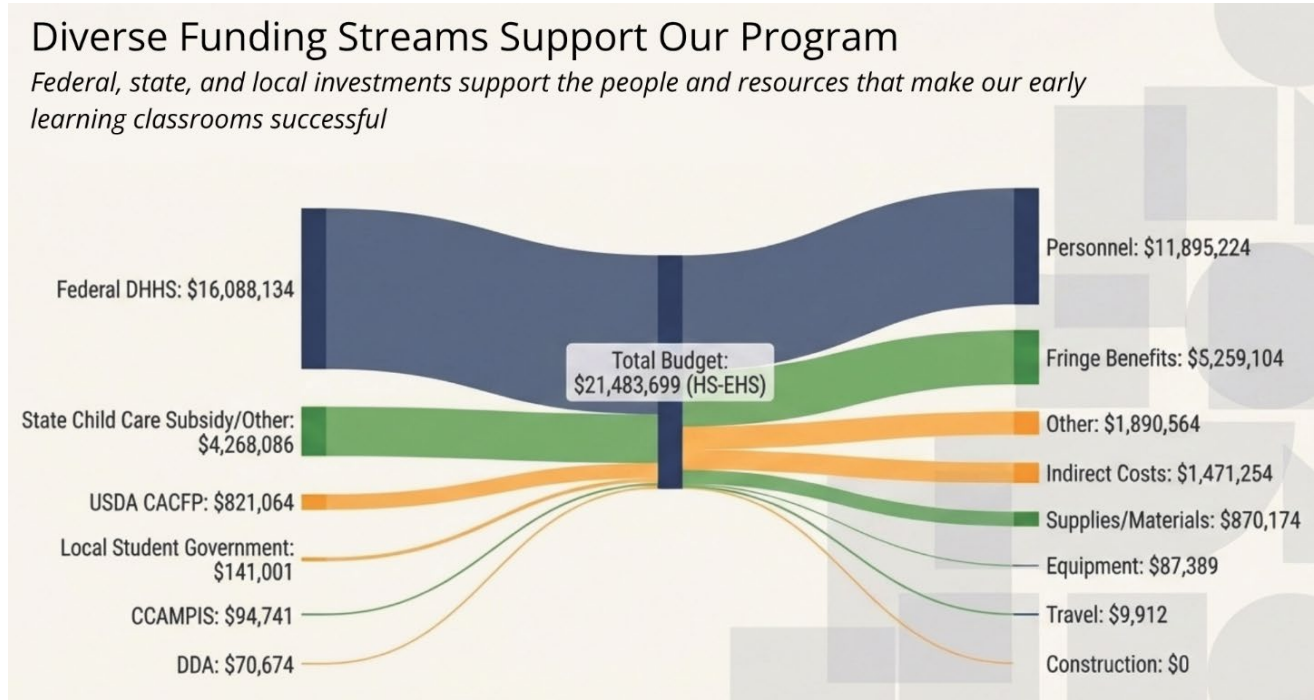 Diverse Funding Streams Support Our Program
Federal, state, and local investments support the people and resources that make our early
learning classrooms successful
Federal DHHS: $16,088,134
State Child Care Subsidy/Other:
$4,268,086
USDA CACFP: $821,064
Local Student Government:
$141,001
CCAMPIS: $94,741
DDA: $70,674
Total Budget:
$21,483,699 (HS-EHS)
Personnel: $11,895,224
Fringe Benefits: $5,259,104
Other: $1,890,564
Indirect Costs: $1,471,254
Supplies/Materials: $870,174
Equipment: $87,389
Travel: $9,912
Construction: $0